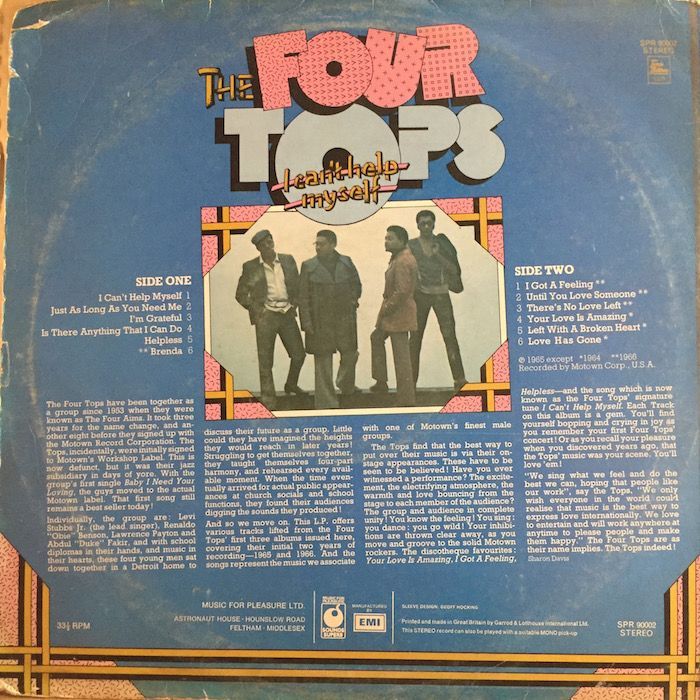 THE FOUR TOPS
I can't help
myself
SPR 90002
STEREO
SIDE ONE
I Can't Help Myself 1
Just As Long As You Need Me 2
I'm Grateful 3
Is There Anything That I Can Do 4
Helpless 5
** Brenda 6
SIDE TWO
1 I Got A Feeling **
2 Until You Love Someone **
3 There's No Love Left **
4 Your Love Is Amazing *
5 Left With A Broken Heart *
6 Love Has Gone *
℗ 1965 except *1964 **1966
Recorded by Motown Corp., U.S.A.
The Four Tops have been together as
a group since 1953 when they were
known as The Four Aims. It took three
years for the name change, and an-
other eight before they signed up with
the Motown Record Corporation. The
Tops, incidentally, were initially signed
to Motown's Workshop Label. This is
now defunct, but it was their jazz
subsidiary in days of yore. With the
group's first single Baby I Need Your
Loving, the guys moved to the actual
Motown label. That first song still
remains a best seller today!
Individually, the group are: Levi
Stubbs Jr. (the lead singer), Renaldo
"Obie" Benson, Lawrence Payton and
Abdul "Duke" Fakir, and with school
diplomas in their hands, and music in
their hearts, these four young men sat
down together in a Detroit home to
discuss their future as a group. Little
could they have imagined the heights
they would reach in later years!
Struggling to get themselves together,
they taught themselves four-part
harmony, and rehearsed every avail-
able moment. When the time even-
tually arrived for actual public appear-
ances at church socials and school
functions, they found their audiences
digging the sounds they produced!
And so we move on. This L.P. offers
various tracks lifted from the Four
Tops' first three albums issued here,
covering their initial two years of
recording—1965 and 1966. And the
songs represent the music we associate
with one of Motown's finest male
groups.
The Tops find that the best way to
put over their music is via their on-
stage appearances. These have to be
seen to be believed! Have you ever
witnessed a performance? The excite-
ment, the electrifying atmosphere, the
warmth and love bouncing from the
stage to each member of the audience?
The group and audience in complete
unity! You know the feeling! You sing;
you dance; you go wild! Your inhibi-
tions are thrown clear away, as you
move and groove to the solid Motown
rockers. The discotheque favourites:
Your Love Is Amazing, I Got A Feeling,
Helpless—and the song which is now
known as the Four Tops' signature
tune I Can't Help Myself. Each Track
on this album is a gem. You'll find
yourself bopping and crying in joy as
you remember your first Four Tops'
concert! Or as you recall your pleasure
when you discovered years ago, that
the Tops' music was your scene. You'll
love 'em!
"We sing what we feel and do the
best we can, hoping that people like
our work", say the Tops. "We only
wish everyone in the world could
realise that music is the best way to
express love internationally. We love
to entertain and will work anywhere at
anytime to please people and make
them happy." The Four Tops are as
their name implies. The Tops indeed!
Sharon Davis
33⅓ RPM
MUSIC FOR PLEASURE LTD.
ASTRONAUT HOUSE · HOUNSLOW ROAD
FELTHAM · MIDDLESEX
MUSIC FOR PLEASURE
SOUNDS
SUPERB
MANUFACTURED BY
EMI
SLEEVE DESIGN: GEOFF HOCKING
Printed and made in Great Britain by Garrod & Lofthouse International Ltd.
This STEREO record can also be played with a suitable MONO pick-up
SPR 90002
STEREO